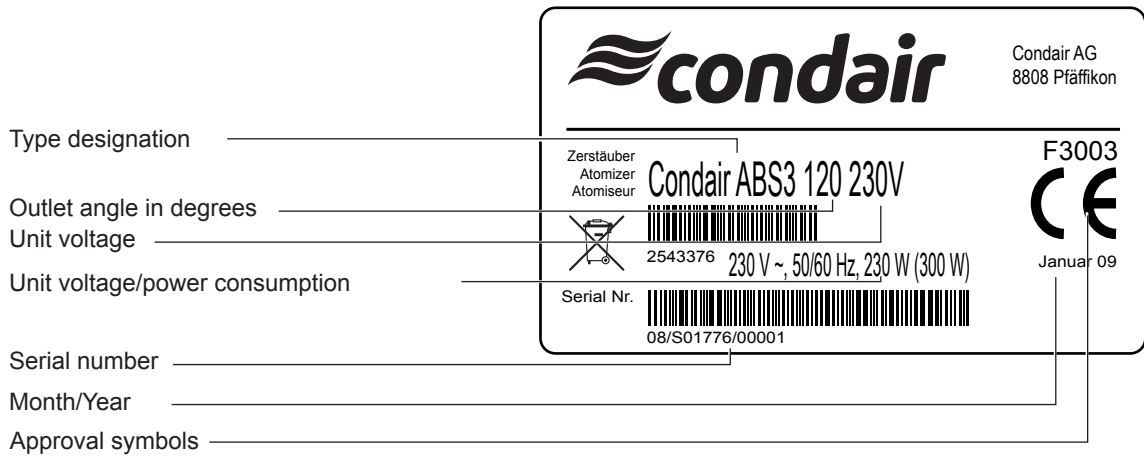 condair
Condair AG
8808 Pfäffikon
Type designation
Zerstäuber
Atomizer
Atomiseur
Condair ABS3 120 230V
F3003
CE
Outlet angle in degrees
Unit voltage
2543376
230 V ~, 50/60 Hz, 230 W (300 W)
Januar 09
Unit voltage/power consumption
Serial Nr.
08/S01776/00001
Serial number
Month/Year
Approval symbols